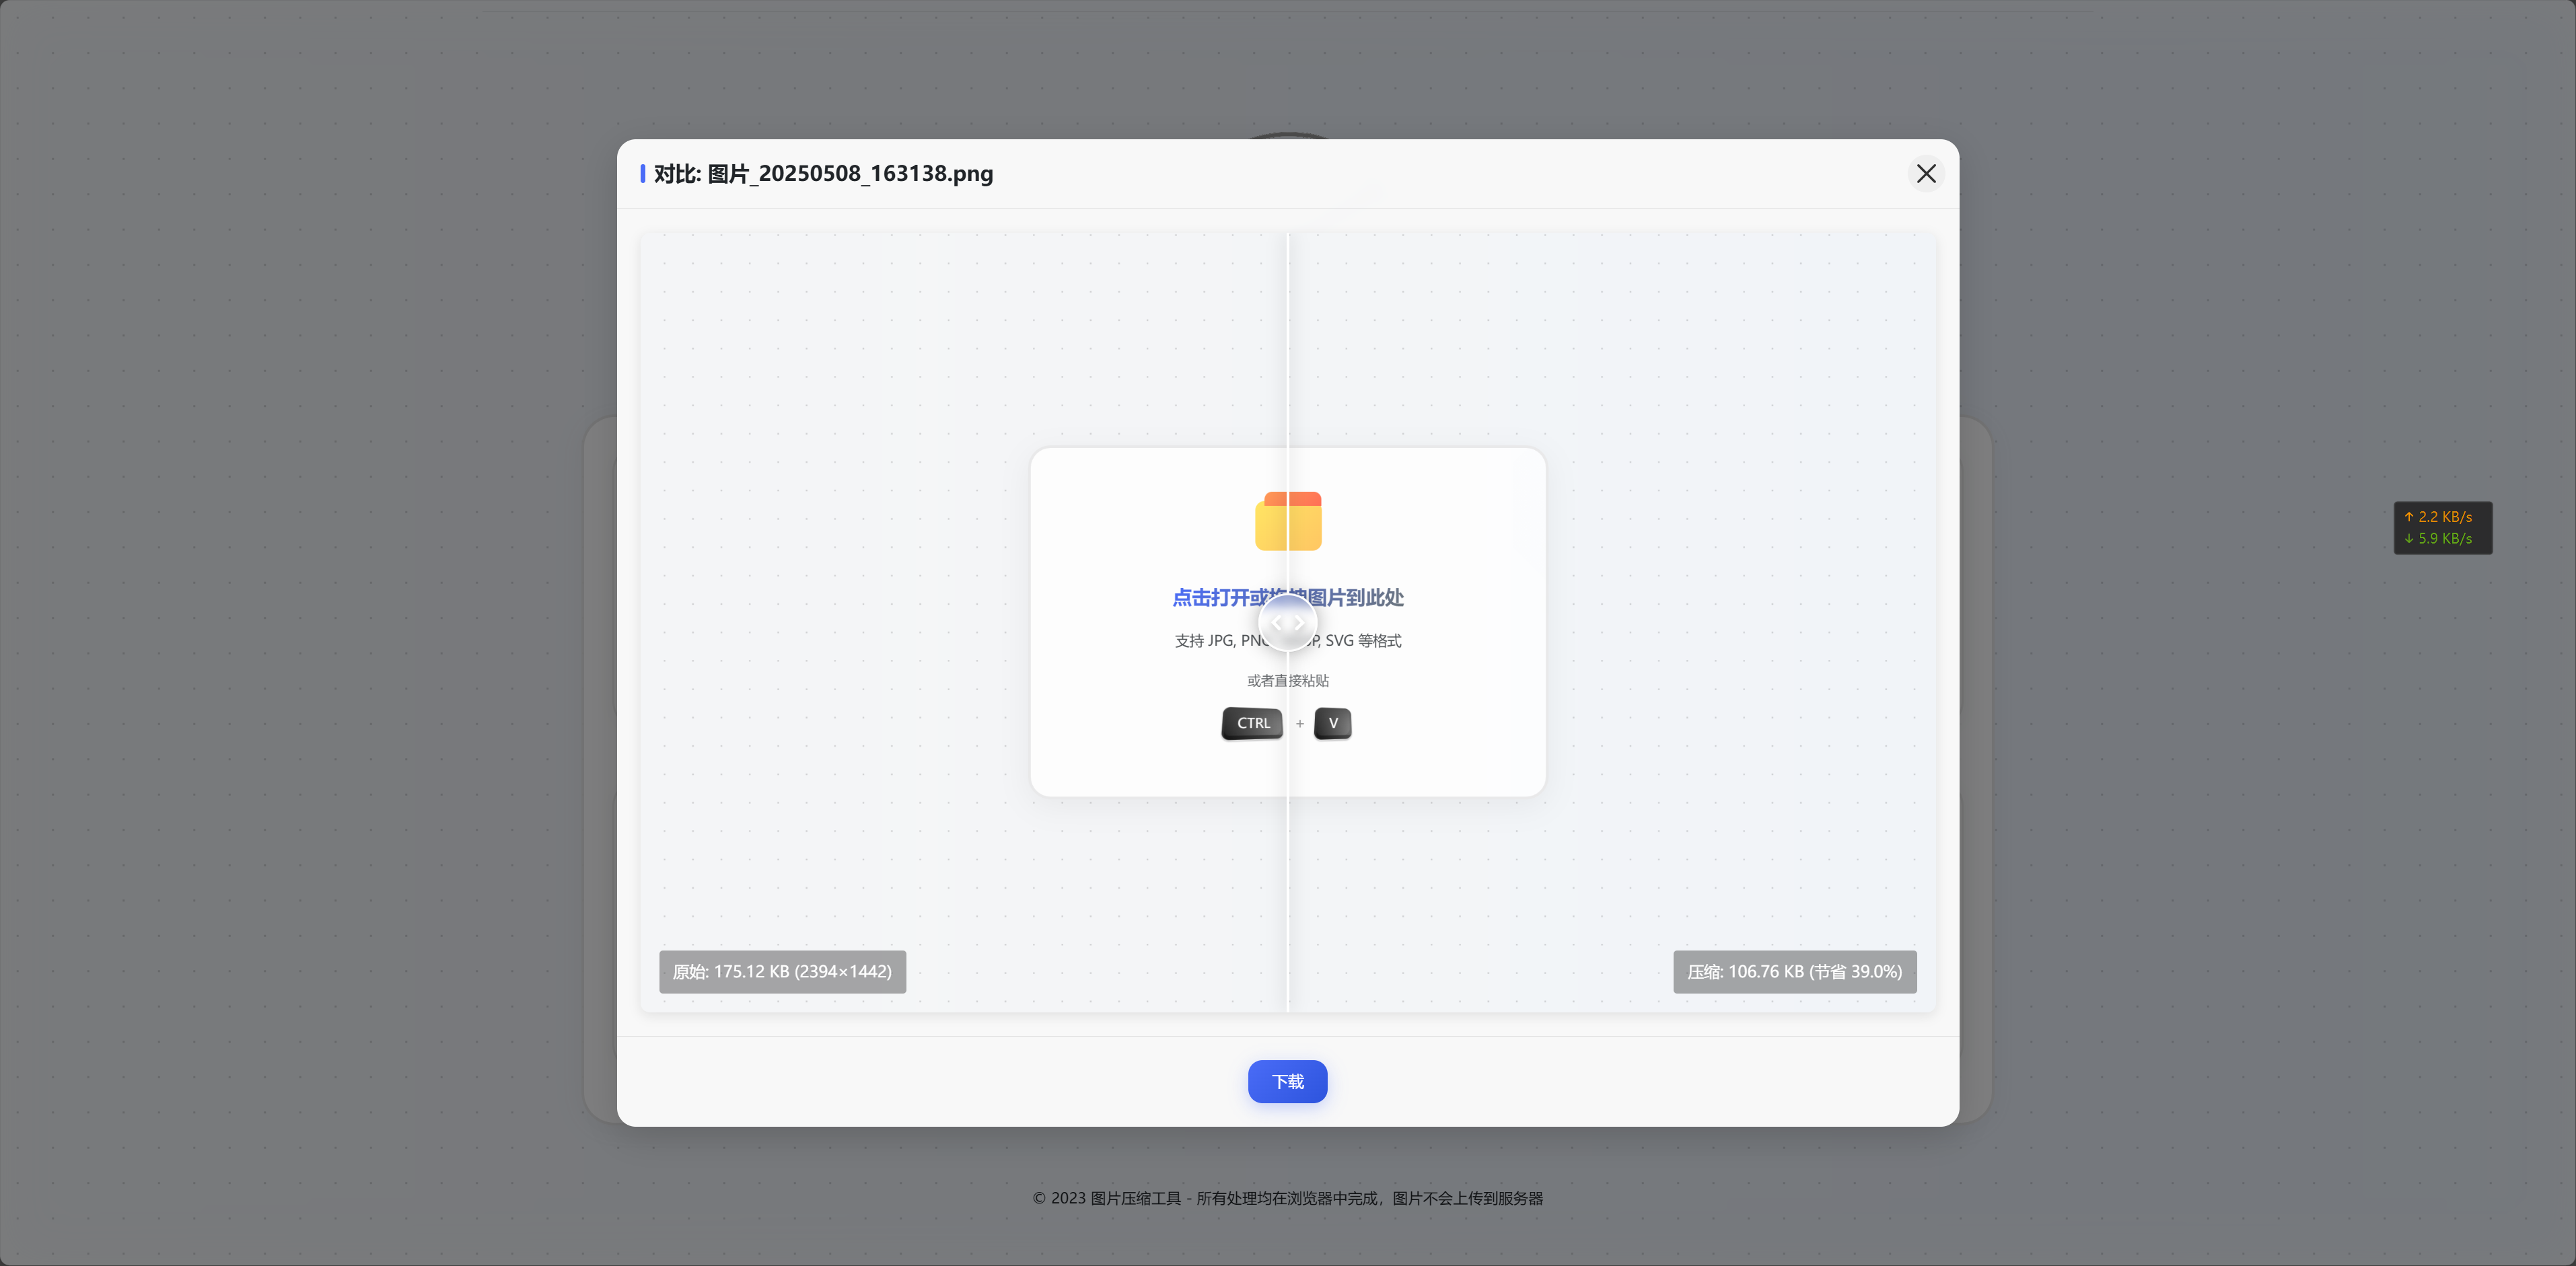 对比: 图片_20250508_163138.png
↑ 2.2 KB/s
↓ 5.9 KB/s
点击打开或 图片到此处
支持 JPG, PN P, SVG 等格式
或者直接粘贴
CTRL + V
原始: 175.12 KB (2394×1442)
压缩: 106.76 KB (节省 39.0%)
下载
© 2023 图片压缩工具 - 所有处理均在浏览器中完成，图片不会上传到服务器